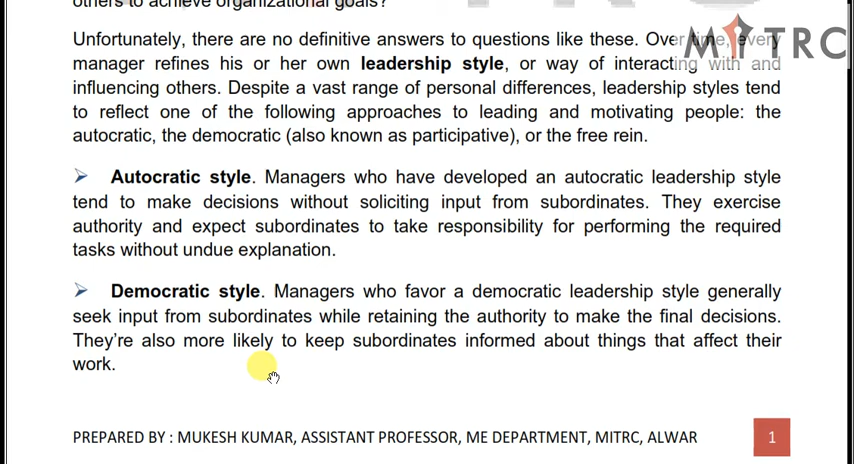 others to achieve organizational goals?
MITRC
Unfortunately, there are no definitive answers to questions like these. Over time, every
manager refines his or her own leadership style, or way of interacting with and
influencing others. Despite a vast range of personal differences, leadership styles tend
to reflect one of the following approaches to leading and motivating people: the
autocratic, the democratic (also known as participative), or the free rein.
➢ Autocratic style. Managers who have developed an autocratic leadership style
tend to make decisions without soliciting input from subordinates. They exercise
authority and expect subordinates to take responsibility for performing the required
tasks without undue explanation.
➢ Democratic style. Managers who favor a democratic leadership style generally
seek input from subordinates while retaining the authority to make the final decisions.
They’re also more likely to keep subordinates informed about things that affect their
work.
PREPARED BY : MUKESH KUMAR, ASSISTANT PROFESSOR, ME DEPARTMENT, MITRC, ALWAR
1